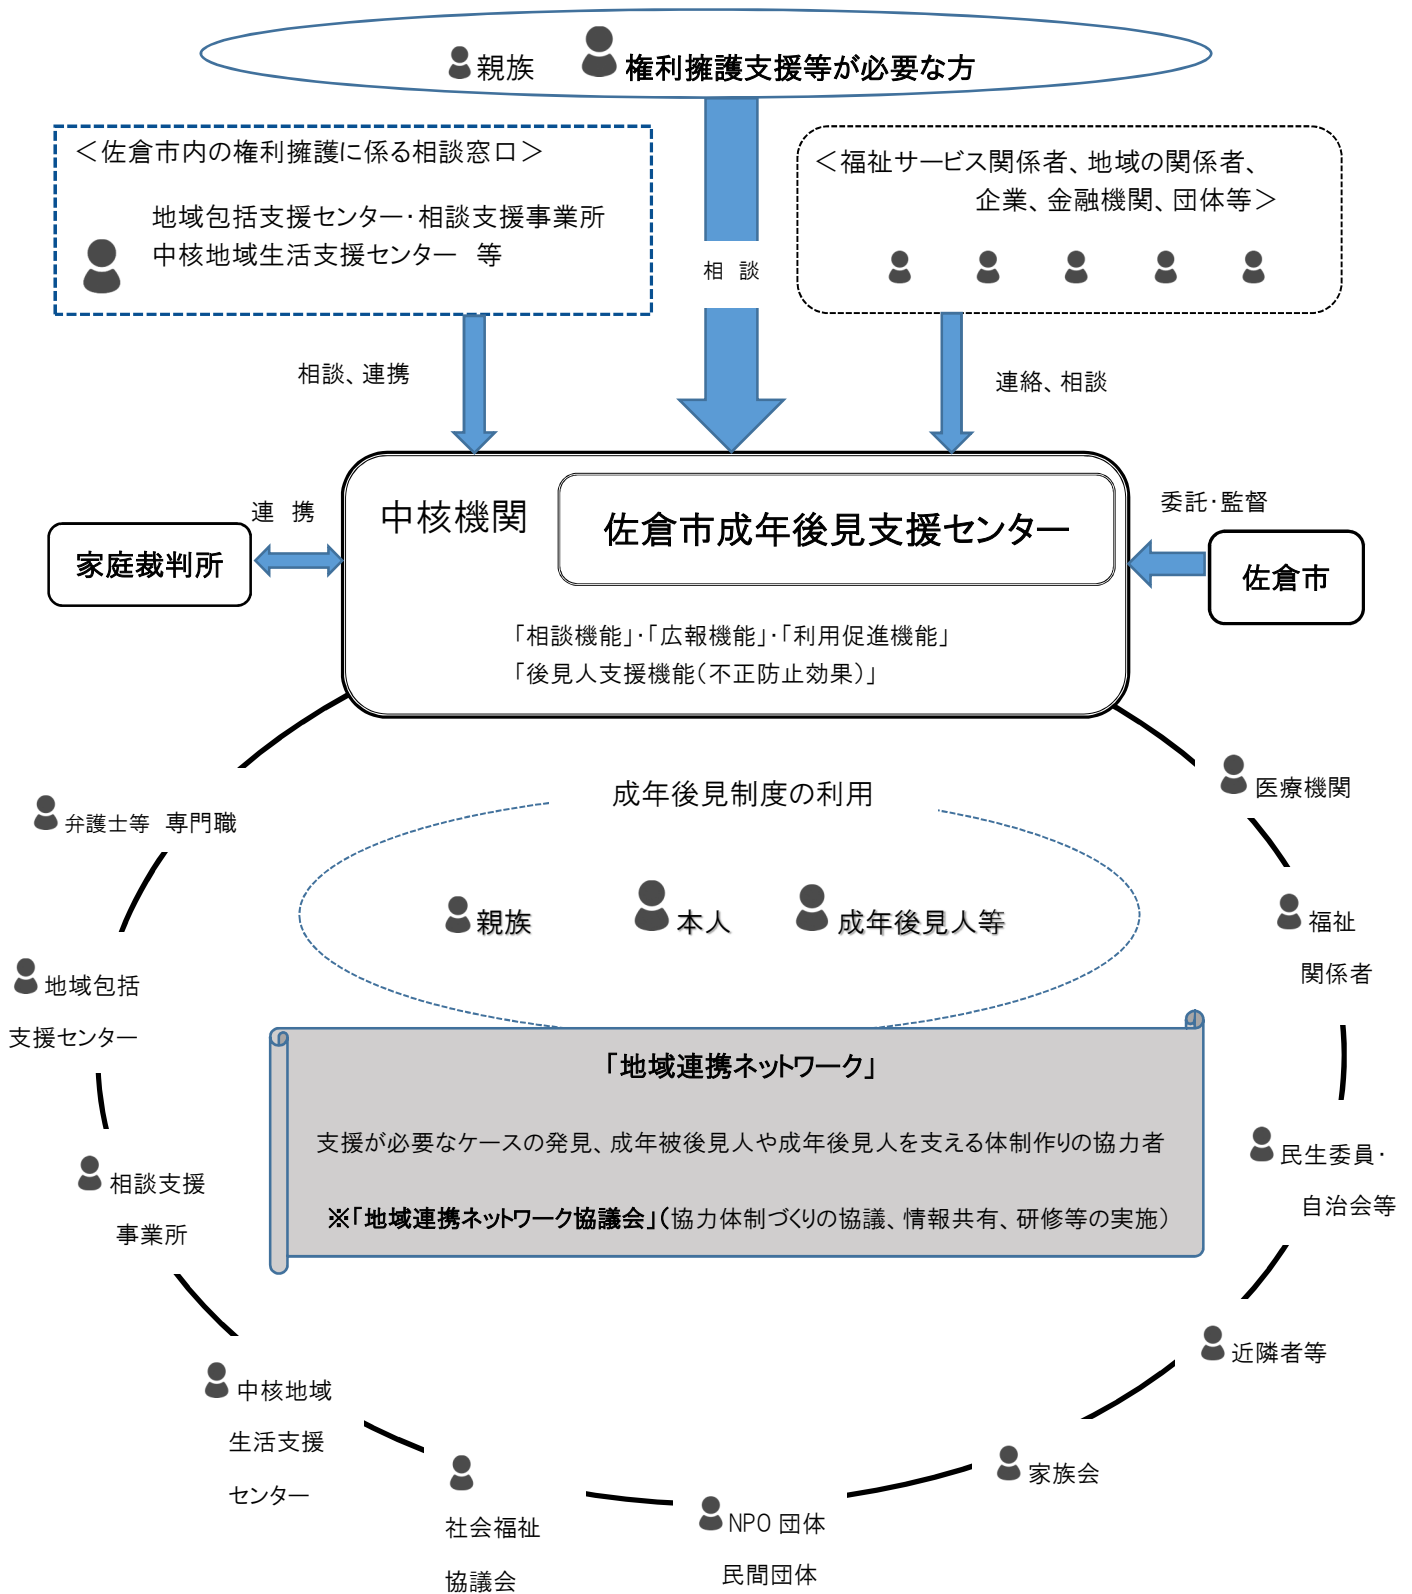 親族　権利擁護支援等が必要な方
＜佐倉市内の権利擁護に係る相談窓口＞
地域包括支援センター・相談支援事業所
中核地域生活支援センター　等
＜福祉サービス関係者、地域の関係者、
企業、金融機関、団体等＞
相　談
相談、連携
連絡、相談
中核機関
佐倉市成年後見支援センター
連　携
家庭裁判所
委託・監督
佐倉市
「相談機能」・「広報機能」・「利用促進機能」
「後見人支援機能（不正防止効果）」
成年後見制度の利用
親族　本人　成年後見人等
「地域連携ネットワーク」
支援が必要なケースの発見、成年被後見人や成年後見人を支える体制作りの協力者
※「地域連携ネットワーク協議会」（協力体制づくりの協議、情報共有、研修等の実施）
弁護士等　専門職
地域包括
支援センター
相談支援
事業所
中核地域
生活支援
センター
社会福祉
協議会
NPO 団体
民間団体
家族会
近隣者等
民生委員・
自治会等
福祉
関係者
医療機関